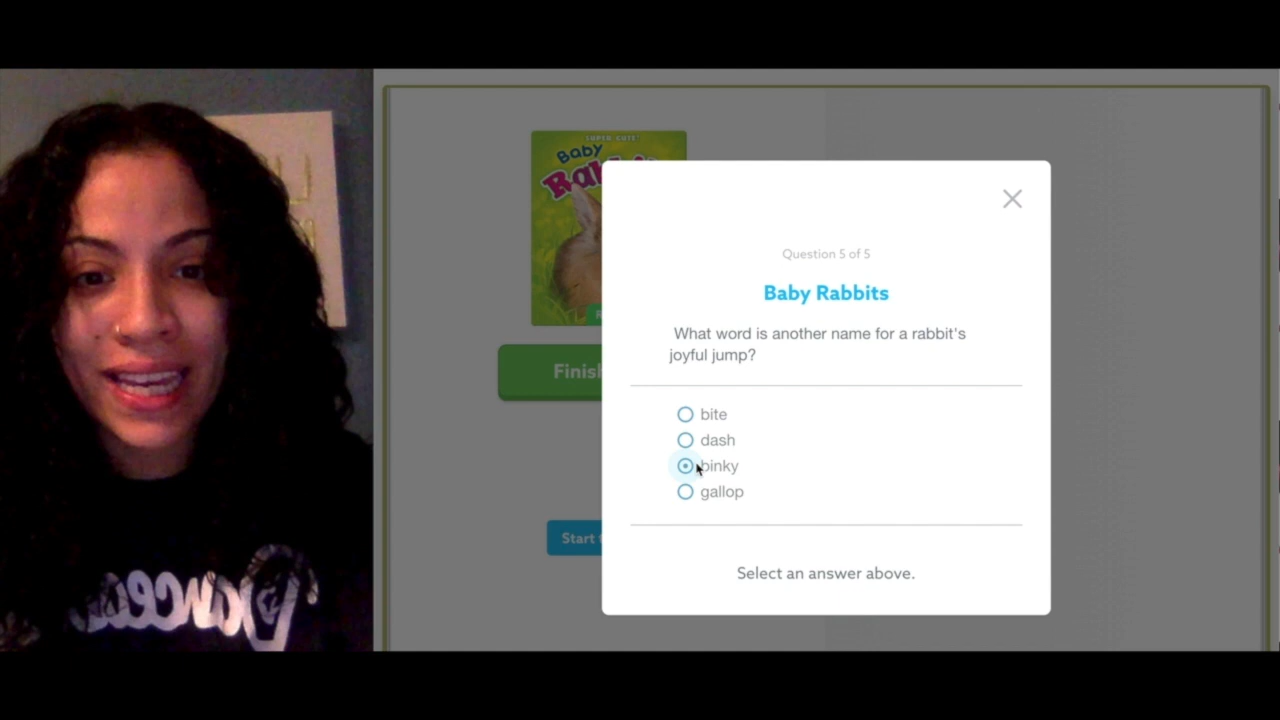 SUPER CUTE!
Baby
Question 5 of 5
Baby Rabbits
What word is another name for a rabbit's
joyful jump?
bite
dash
binky
gallop
Start
Select an answer above.